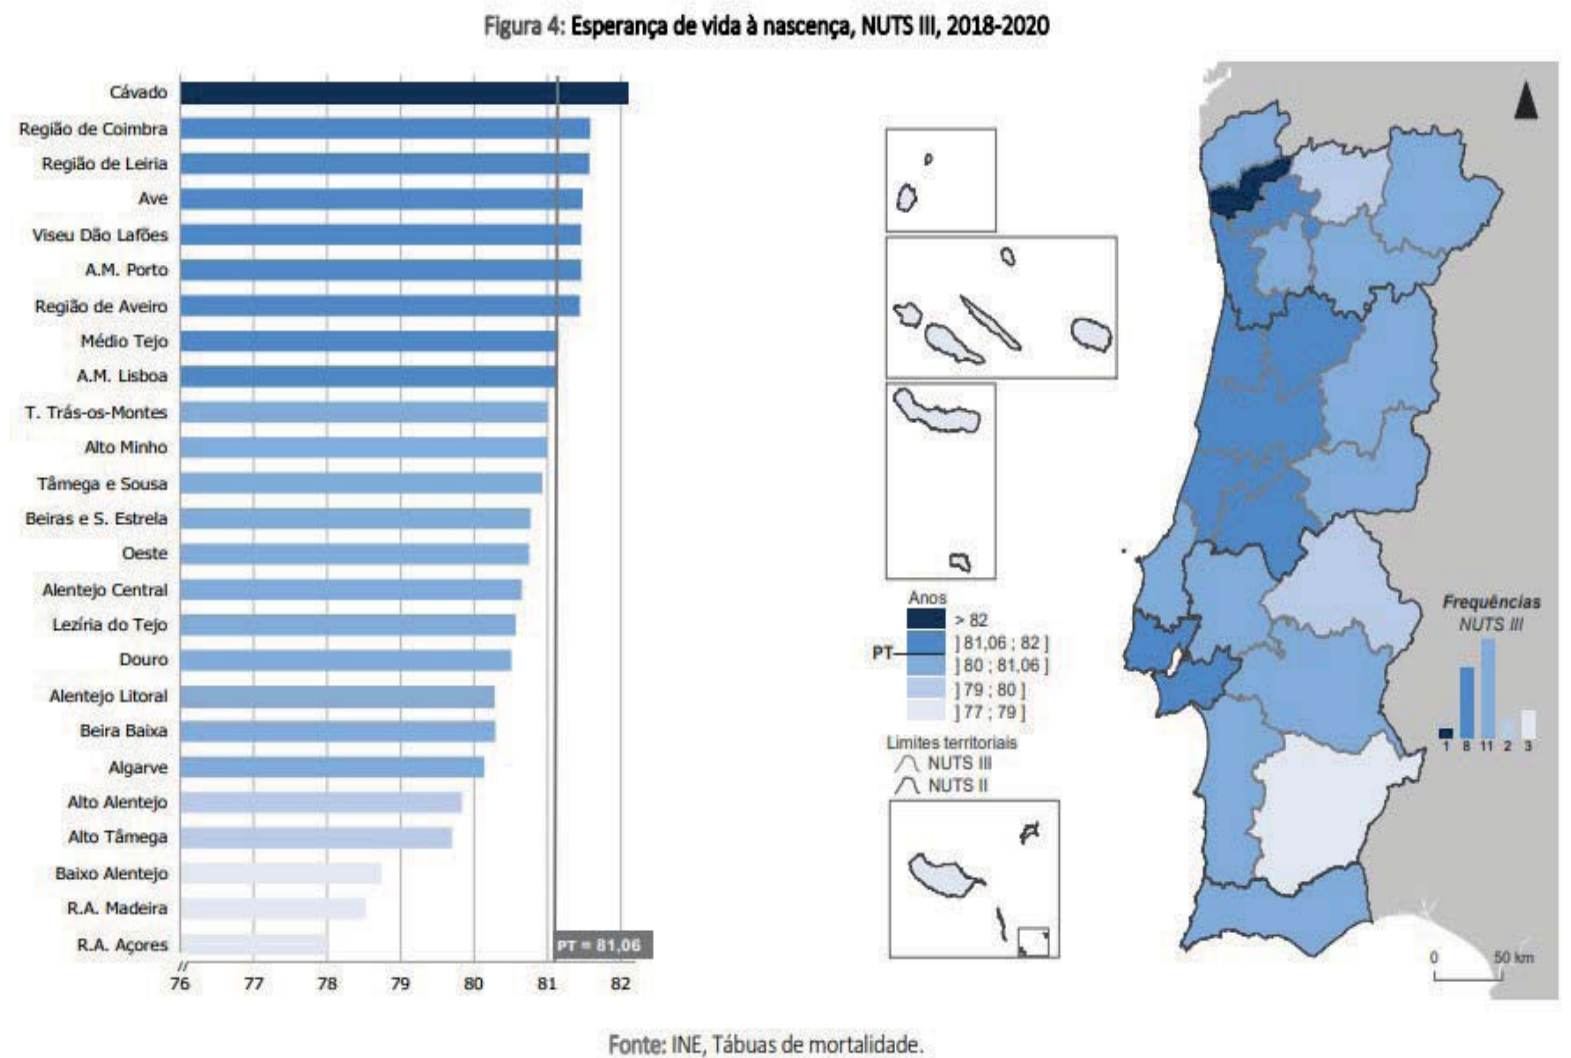 Figura 4: Esperança de vida à nascença, NUTS III, 2018-2020
Cávado
Região de Coimbra
Região de Leiria
Ave
Viseu Dão Lafões
A.M. Porto
Região de Aveiro
Médio Tejo
A.M. Lisboa
T. Trás-os-Montes
Alto Minho
Tâmega e Sousa
Beiras e S. Estrela
Oeste
Alentejo Central
Lezíria do Tejo
Douro
Alentejo Litoral
Beira Baixa
Algarve
Alto Alentejo
Alto Tâmega
Baixo Alentejo
R.A. Madeira
R.A. Açores
PT = 81,06
76 77 78 79 80 81 82
Anos
> 82
] 81,06 ; 82 ]
PT
] 80 ; 81,06 ]
] 79 ; 80 ]
] 77 ; 79 ]
Limites territoriais
NUTS III
NUTS II
Frequências
NUTS III
1 8 11 2 3
0 50 km
Fonte: INE, Tábuas de mortalidade.